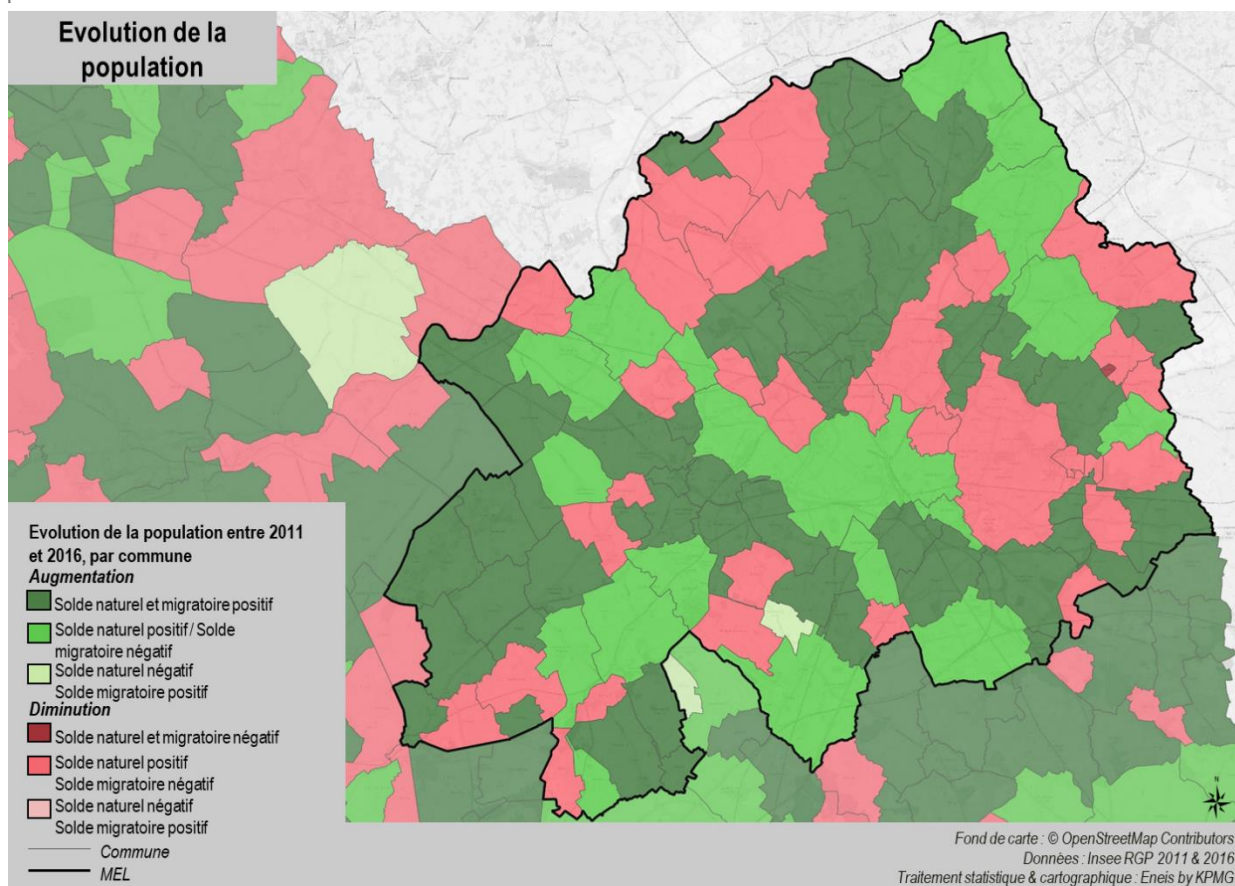 Evolution de la
population
Evolution de la population entre 2011
et 2016, par commune
Augmentation
Solde naturel et migratoire positif
Solde naturel positif / Solde
migratoire négatif
Solde naturel négatif
Solde migratoire positif
Diminution
Solde naturel et migratoire négatif
Solde naturel positif
Solde migratoire négatif
Solde naturel négatif
Solde migratoire positif
Commune
MEL
N
Fond de carte : © OpenStreetMap Contributors
Données : Insee RGP 2011 & 2016
Traitement statistique & cartographique : Eneis by KPMG